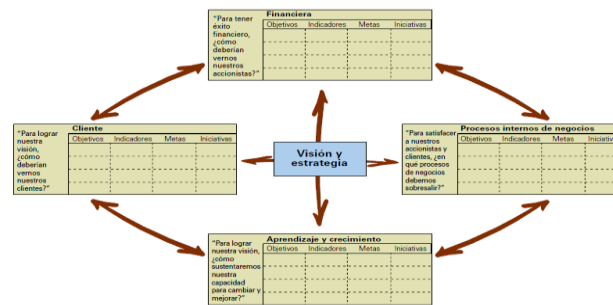 Financiera
"Para tener
éxito
financiero,
¿cómo
deberían
vernos
nuestros
accionistas?"
Objetivos Indicadores Metas Iniciativas
Cliente
"Para lograr
nuestra
visión,
¿cómo
deberían
vernos
nuestros
clientes?"
Objetivos Indicadores Metas Iniciativas
Visión y
estrategia
Procesos internos de negocios
"Para satisfacer
a nuestros
accionistas y
clientes, ¿en
qué procesos
de negocios
debemos
sobresalir?"
Objetivos Indicadores Metas Iniciativas
Aprendizaje y crecimiento
"Para lograr
nuestra visión,
¿cómo
sustentaremos
nuestra
capacidad
para cambiar y
mejorar?"
Objetivos Indicadores Metas Iniciativas